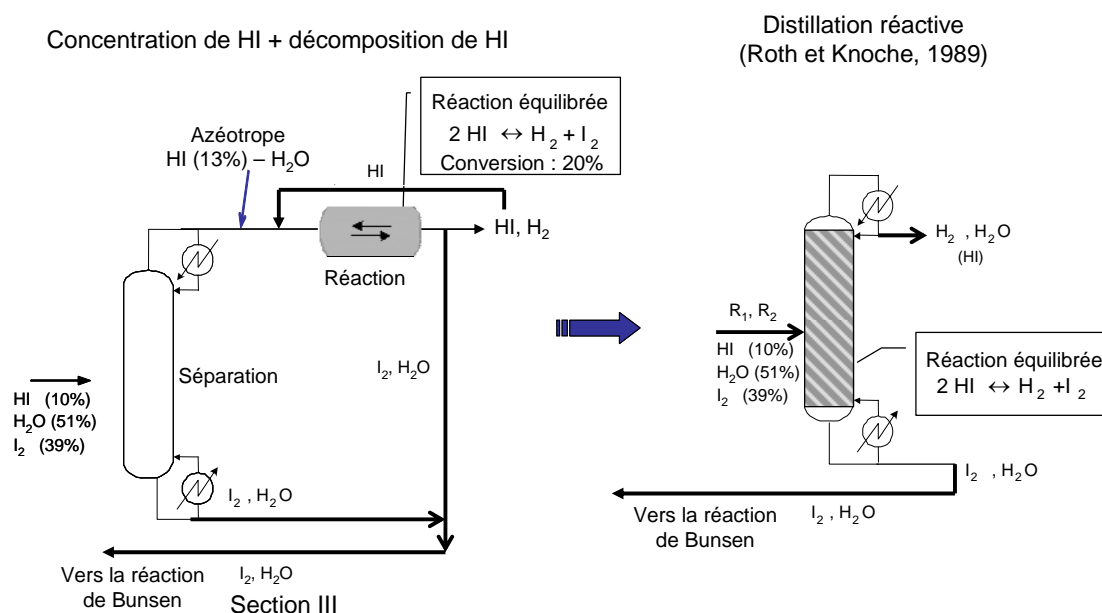 Concentration de HI + décomposition de HI
Azéotrope
HI (13%) – H2O
Réaction équilibrée
2 HI ↔ H2 + I2
Conversion : 20%
HI
HI, H2
Réaction
Séparation
HI (10%)
H2O (51%)
I2 (39%)
I2, H2O
I2 , H2O
Vers la réaction
de Bunsen
I2, H2O
Section III
Distillation réactive
(Roth et Knoche, 1989)
H2 , H2O
(HI)
R1, R2
HI (10%)
H2O (51%)
I2 (39%)
Réaction équilibrée
2 HI ↔ H2 +I2
I2 , H2O
I2 , H2O
Vers la réaction
de Bunsen